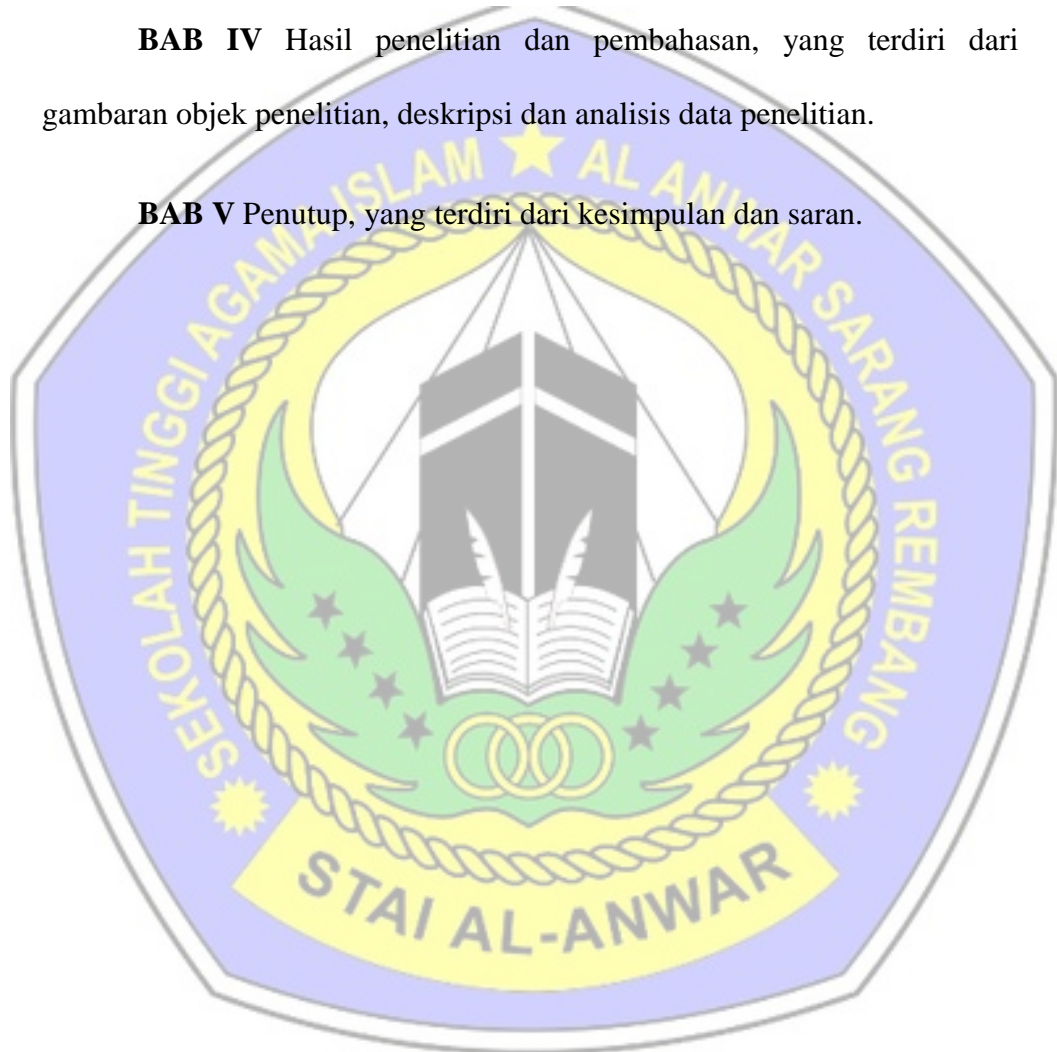 BAB IV Hasil penelitian dan pembahasan, yang terdiri dari
gambaran objek penelitian, deskripsi dan analisis data penelitian.
BAB V Penutup, yang terdiri dari kesimpulan dan saran.
SEKOLAH TINGGI AGAMA ISLAM ★ AL ANWAR SARANG REMBANG
STAI AL-ANWAR